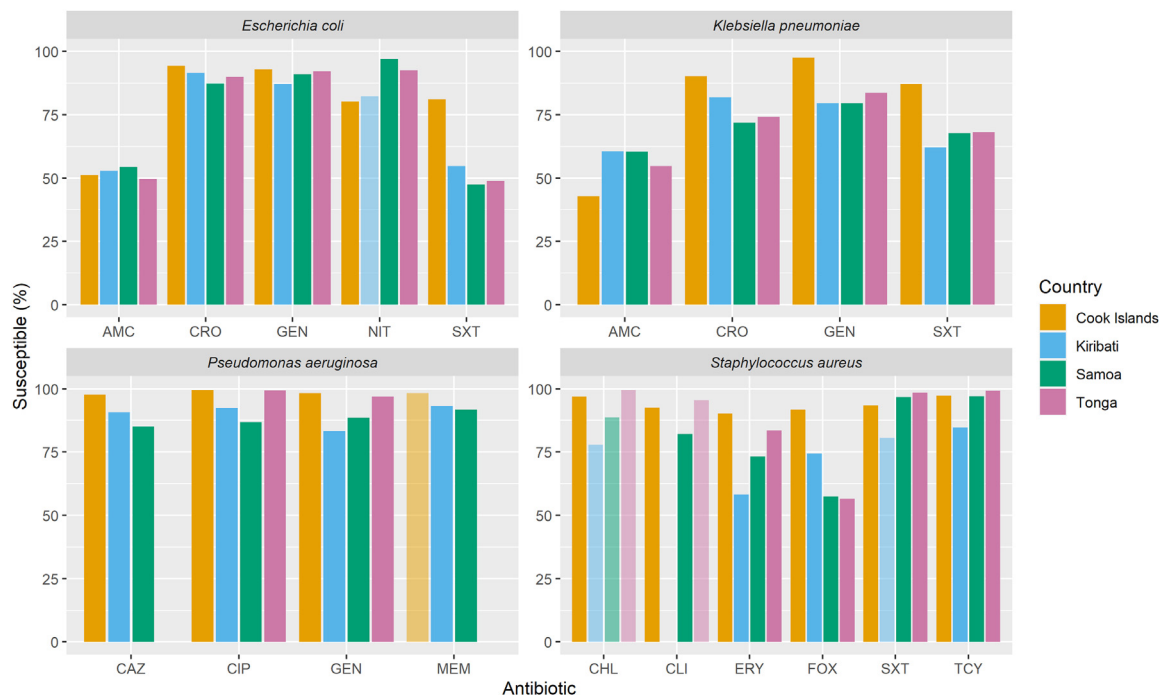 Escherichia coli
Klebsiella pneumoniae
100
75
50
25
0
AMC CRO GEN NIT SXT
100
75
50
25
0
AMC CRO GEN SXT
Pseudomonas aeruginosa
Staphylococcus aureus
100
75
50
25
0
CAZ CIP GEN MEM
100
75
50
25
0
CHL CLI ERY FOX SXT TCY
Susceptible (%)
Antibiotic
Country
Cook Islands
Kiribati
Samoa
Tonga